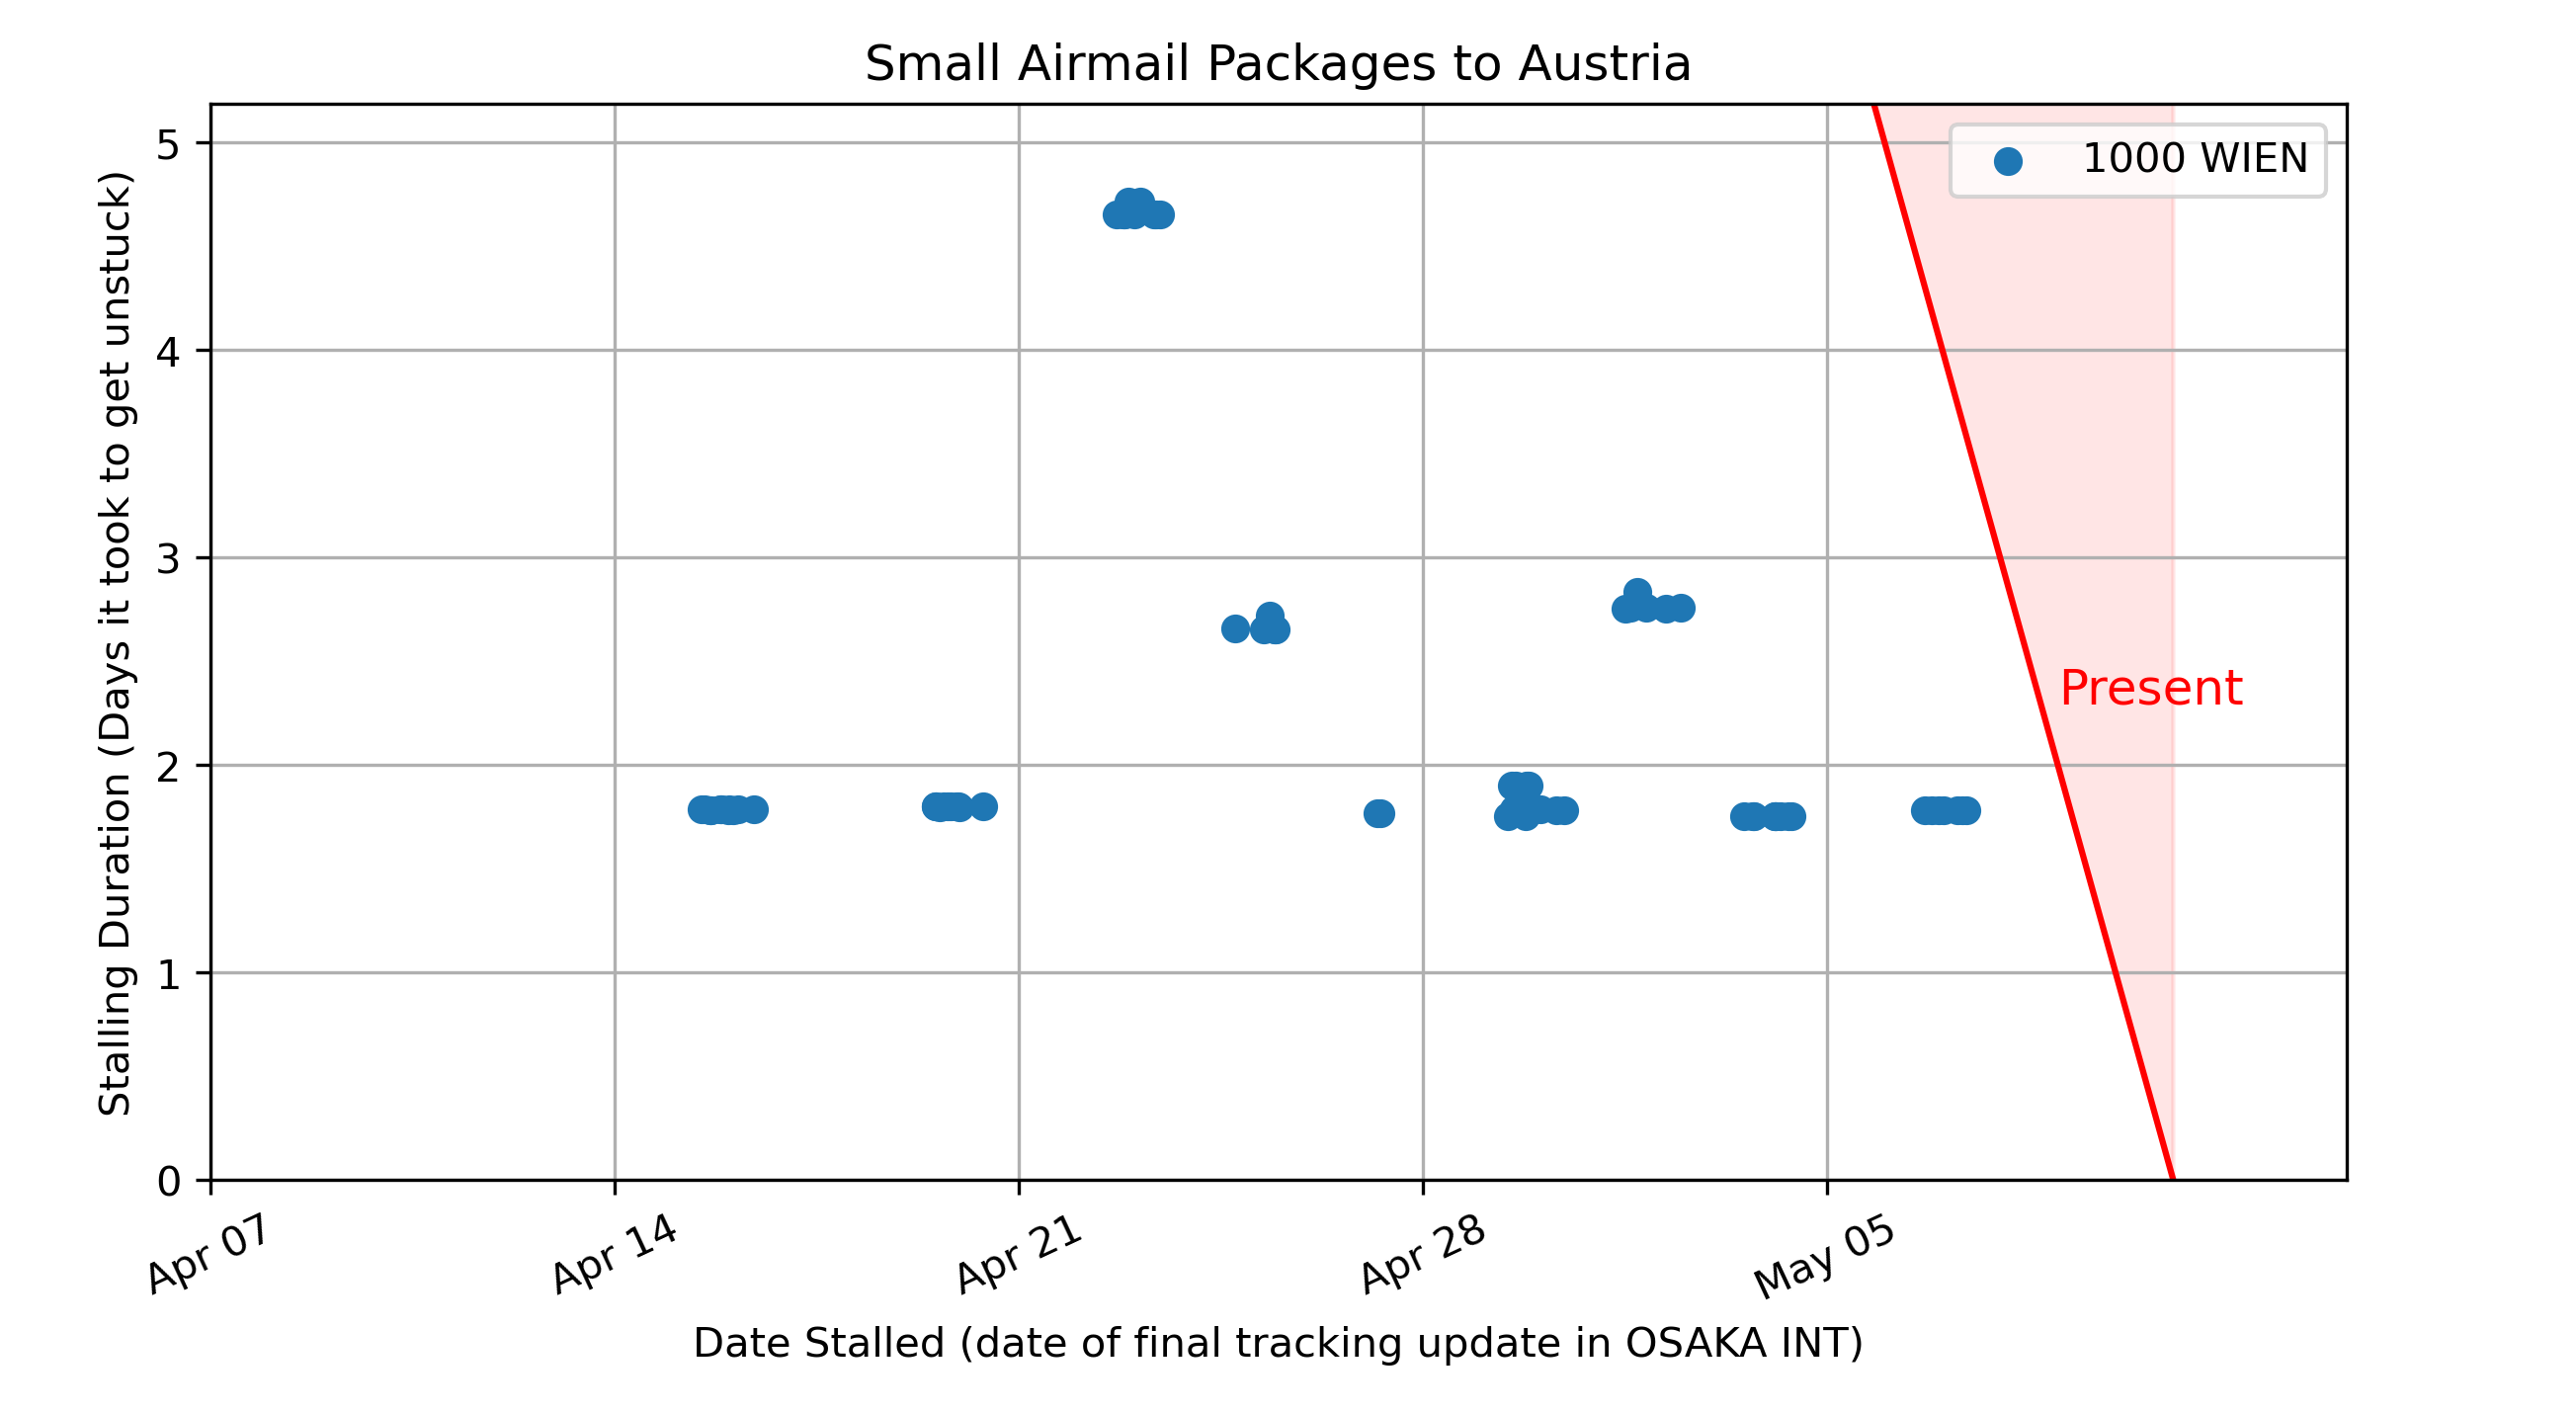 Small Airmail Packages to Austria
Stalling Duration (Days it took to get unstuck)
5
4
3
2
1
0
1000 WIEN
Present
Apr 07
Apr 14
Apr 21
Apr 28
May 05
Date Stalled (date of final tracking update in OSAKA INT)